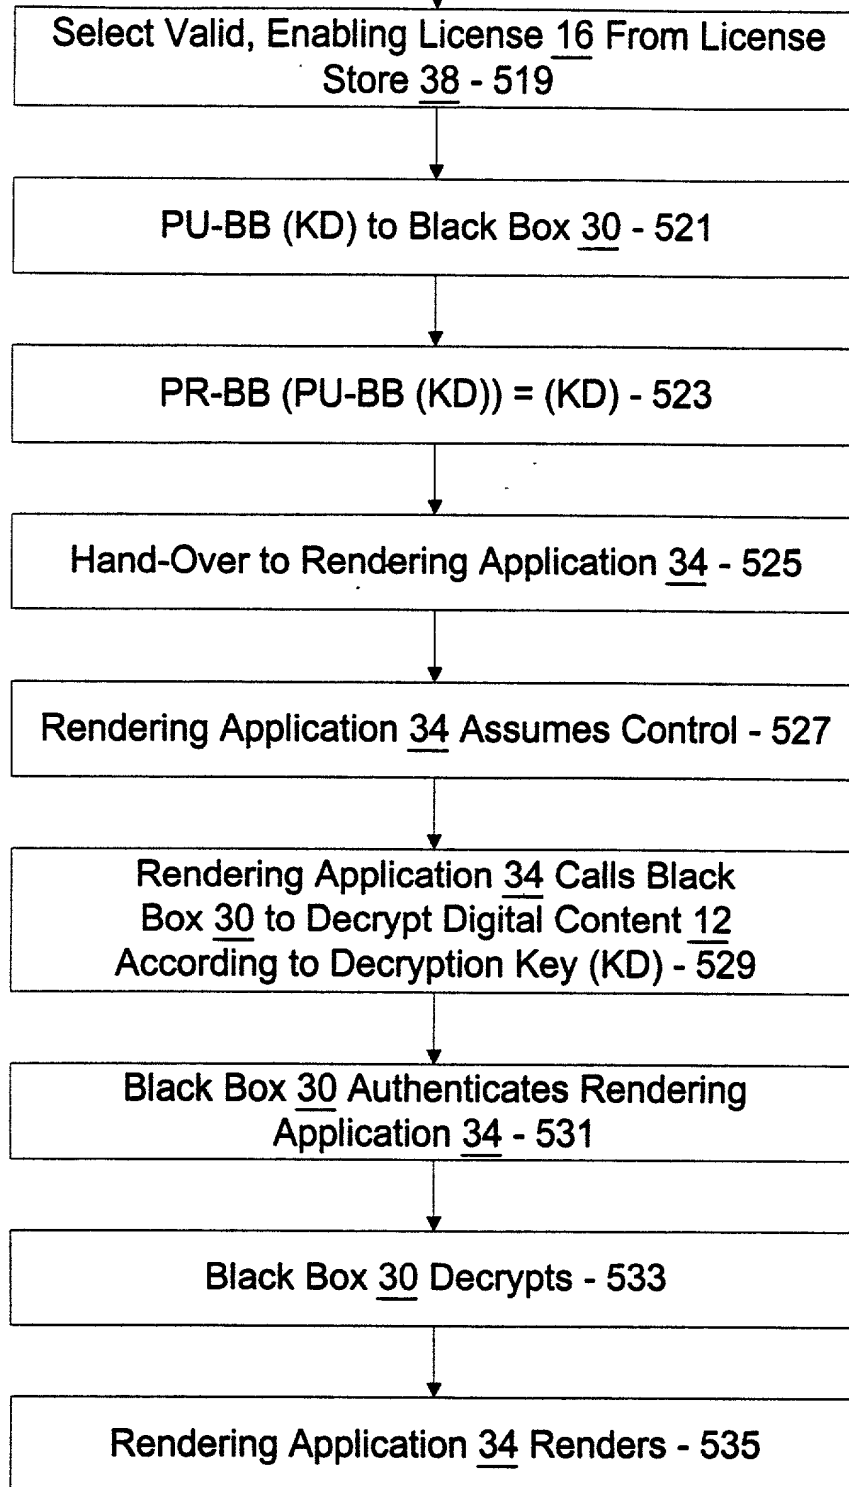 Select Valid, Enabling License 16 From License
Store 38 - 519
PU-BB (KD) to Black Box 30 - 521
PR-BB (PU-BB (KD)) = (KD) - 523
Hand-Over to Rendering Application 34 - 525
Rendering Application 34 Assumes Control - 527
Rendering Application 34 Calls Black
Box 30 to Decrypt Digital Content 12
According to Decryption Key (KD) - 529
Black Box 30 Authenticates Rendering
Application 34 - 531
Black Box 30 Decrypts - 533
Rendering Application 34 Renders - 535